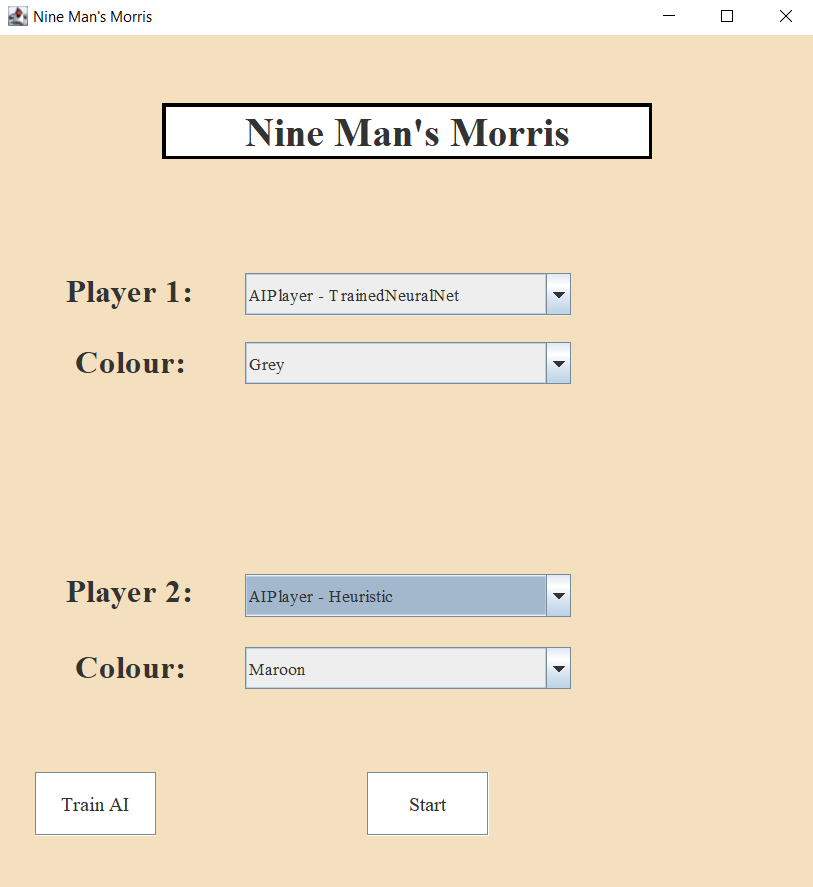 Nine Man's Morris
Nine Man's Morris
Player 1:
AIPlayer - TrainedNeuralNet
Colour:
Grey
Player 2:
AIPlayer - Heuristic
Colour:
Maroon
Train AI
Start